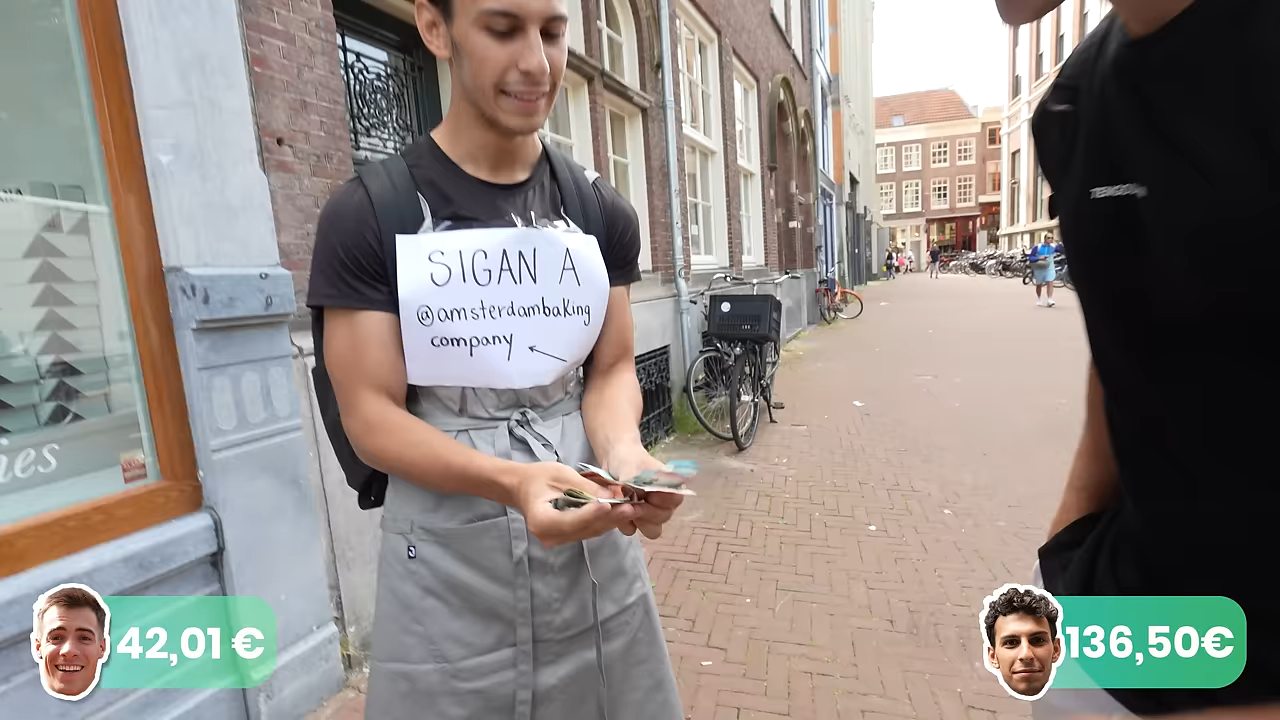 SIGAN A
@amsterdambaking
company
42,01 €
136,50€